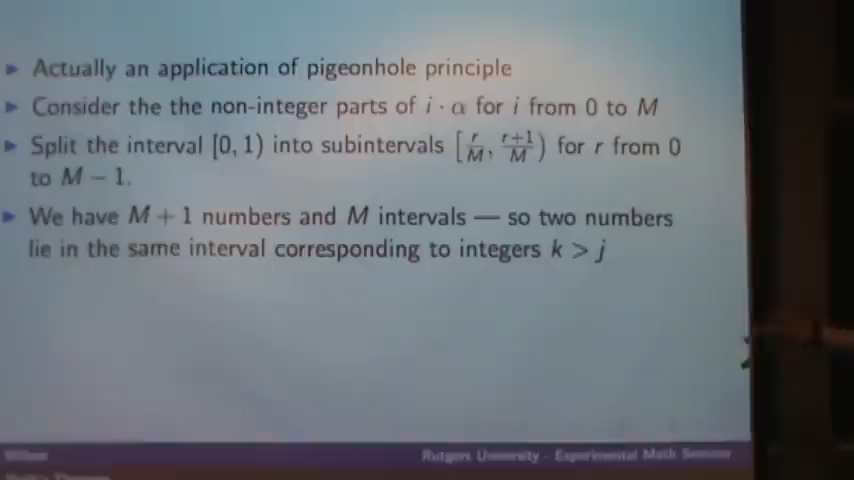 ▶ Actually an application of pigeonhole principle
▶ Consider the the non-integer parts of i · α for i from 0 to M
▶ Split the interval [0, 1) into subintervals [r/M, r+1/M) for r from 0
to M − 1.
▶ We have M + 1 numbers and M intervals — so two numbers
lie in the same interval corresponding to integers k > j
Rutgers University - Experimental Math Seminar